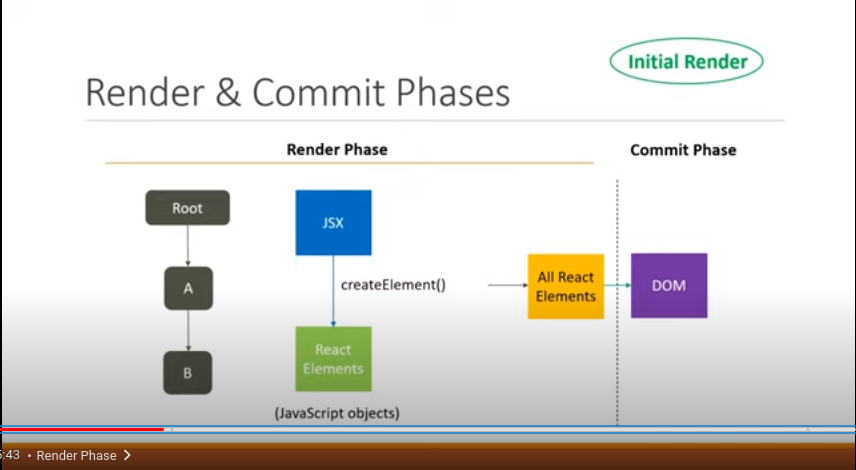 Initial Render
Render & Commit Phases
Render Phase
Commit Phase
Root
JSX
A
createElement()
All React
Elements
DOM
React
Elements
B
(JavaScript objects)
5:43 • Render Phase